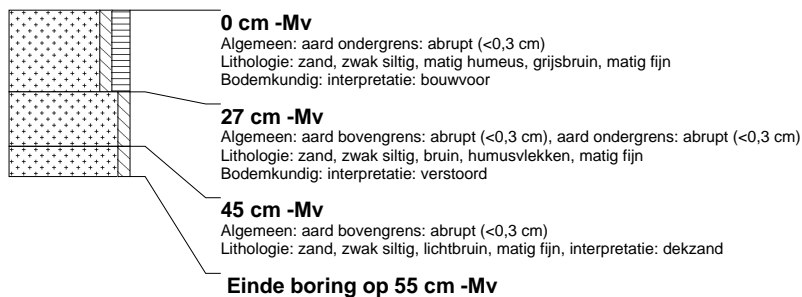 0 cm -Mv
Algemeen: aard ondergrens: abrupt (<0,3 cm)
Lithologie: zand, zwak siltig, matig humeus, grijsbruin, matig fijn
Bodemkundig: interpretatie: bouwvoor
27 cm -Mv
Algemeen: aard bovengrens: abrupt (<0,3 cm), aard ondergrens: abrupt (<0,3 cm)
Lithologie: zand, zwak siltig, bruin, humusvlekken, matig fijn
Bodemkundig: interpretatie: verstoord
45 cm -Mv
Algemeen: aard bovengrens: abrupt (<0,3 cm)
Lithologie: zand, zwak siltig, lichtbruin, matig fijn, interpretatie: dekzand
Einde boring op 55 cm -Mv